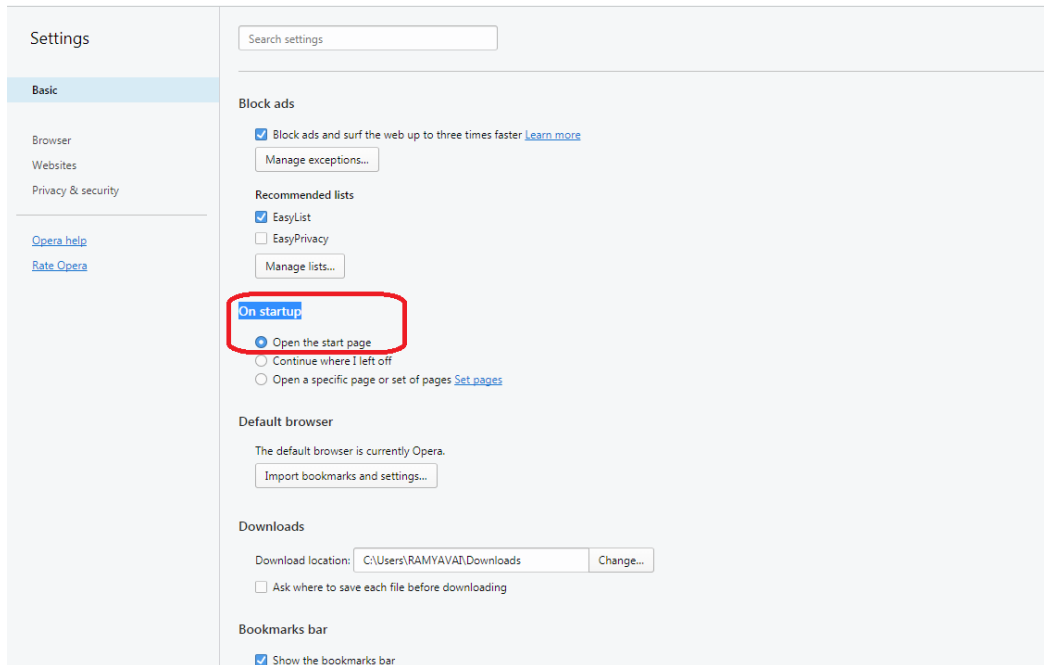 Settings
Search settings
Basic
Browser
Websites
Privacy & security
Opera help
Rate Opera
Block ads
Block ads and surf the web up to three times faster Learn more
Manage exceptions...
Recommended lists
EasyList
EasyPrivacy
Manage lists...
On startup
Open the start page
Continue where I left off
Open a specific page or set of pages Set pages
Default browser
The default browser is currently Opera.
Import bookmarks and settings...
Downloads
Download location: C:\Users\RAMYAVAI\Downloads Change...
Ask where to save each file before downloading
Bookmarks bar
Show the bookmarks bar